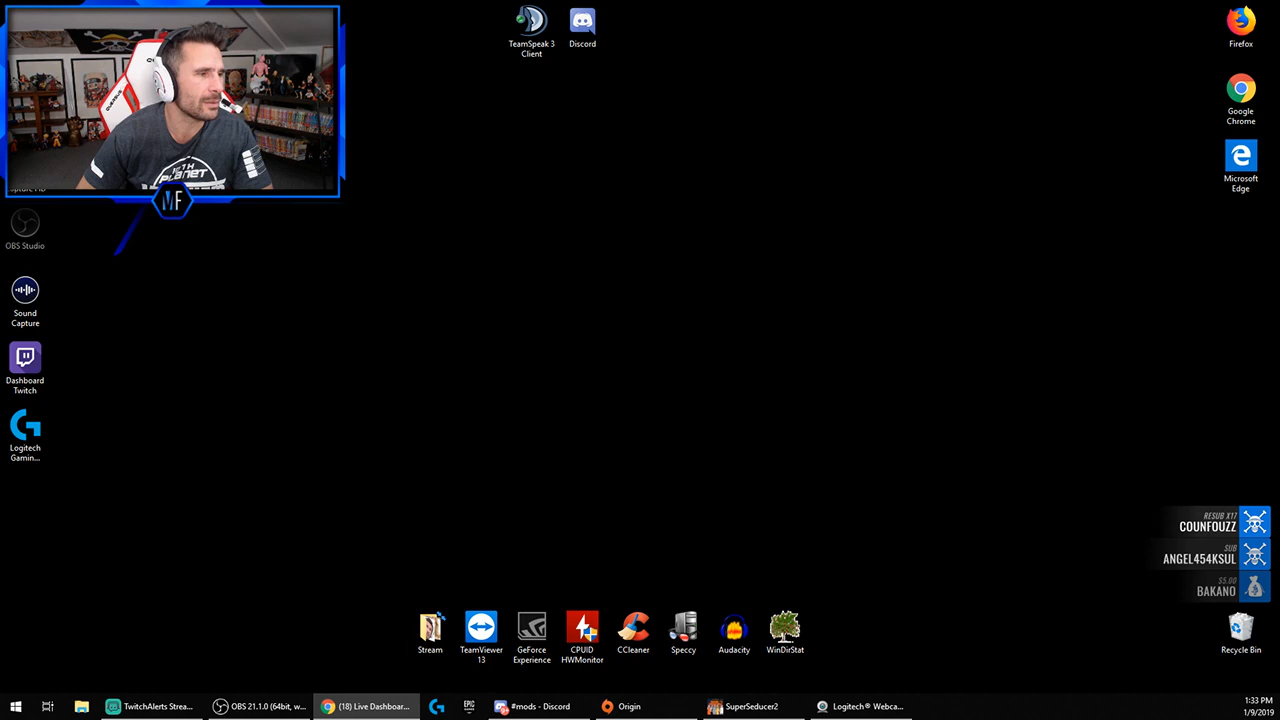 TeamSpeak 3
Client
Discord
Firefox
Google
Chrome
Microsoft
Edge
MF
OBS Studio
Sound
Capture
Dashboard
Twitch
Logitech
Gamin...
RESUB X17
COUNFOUZZ
SUB
ANGEL454KSUL
$5.00
BAKANO
Stream
TeamViewer
13
GeForce
Experience
CPUID
HWMonitor
CCleaner
Speccy
Audacity
WinDirStat
Recycle Bin
TwitchAlerts Strea...
OBS 21.1.0 (64bit, w...
(18) Live Dashboar...
EPIC
GAMES
#mods - Discord
Origin
SuperSeducer2
Logitech® Webca...
1:33 PM
1/9/2019